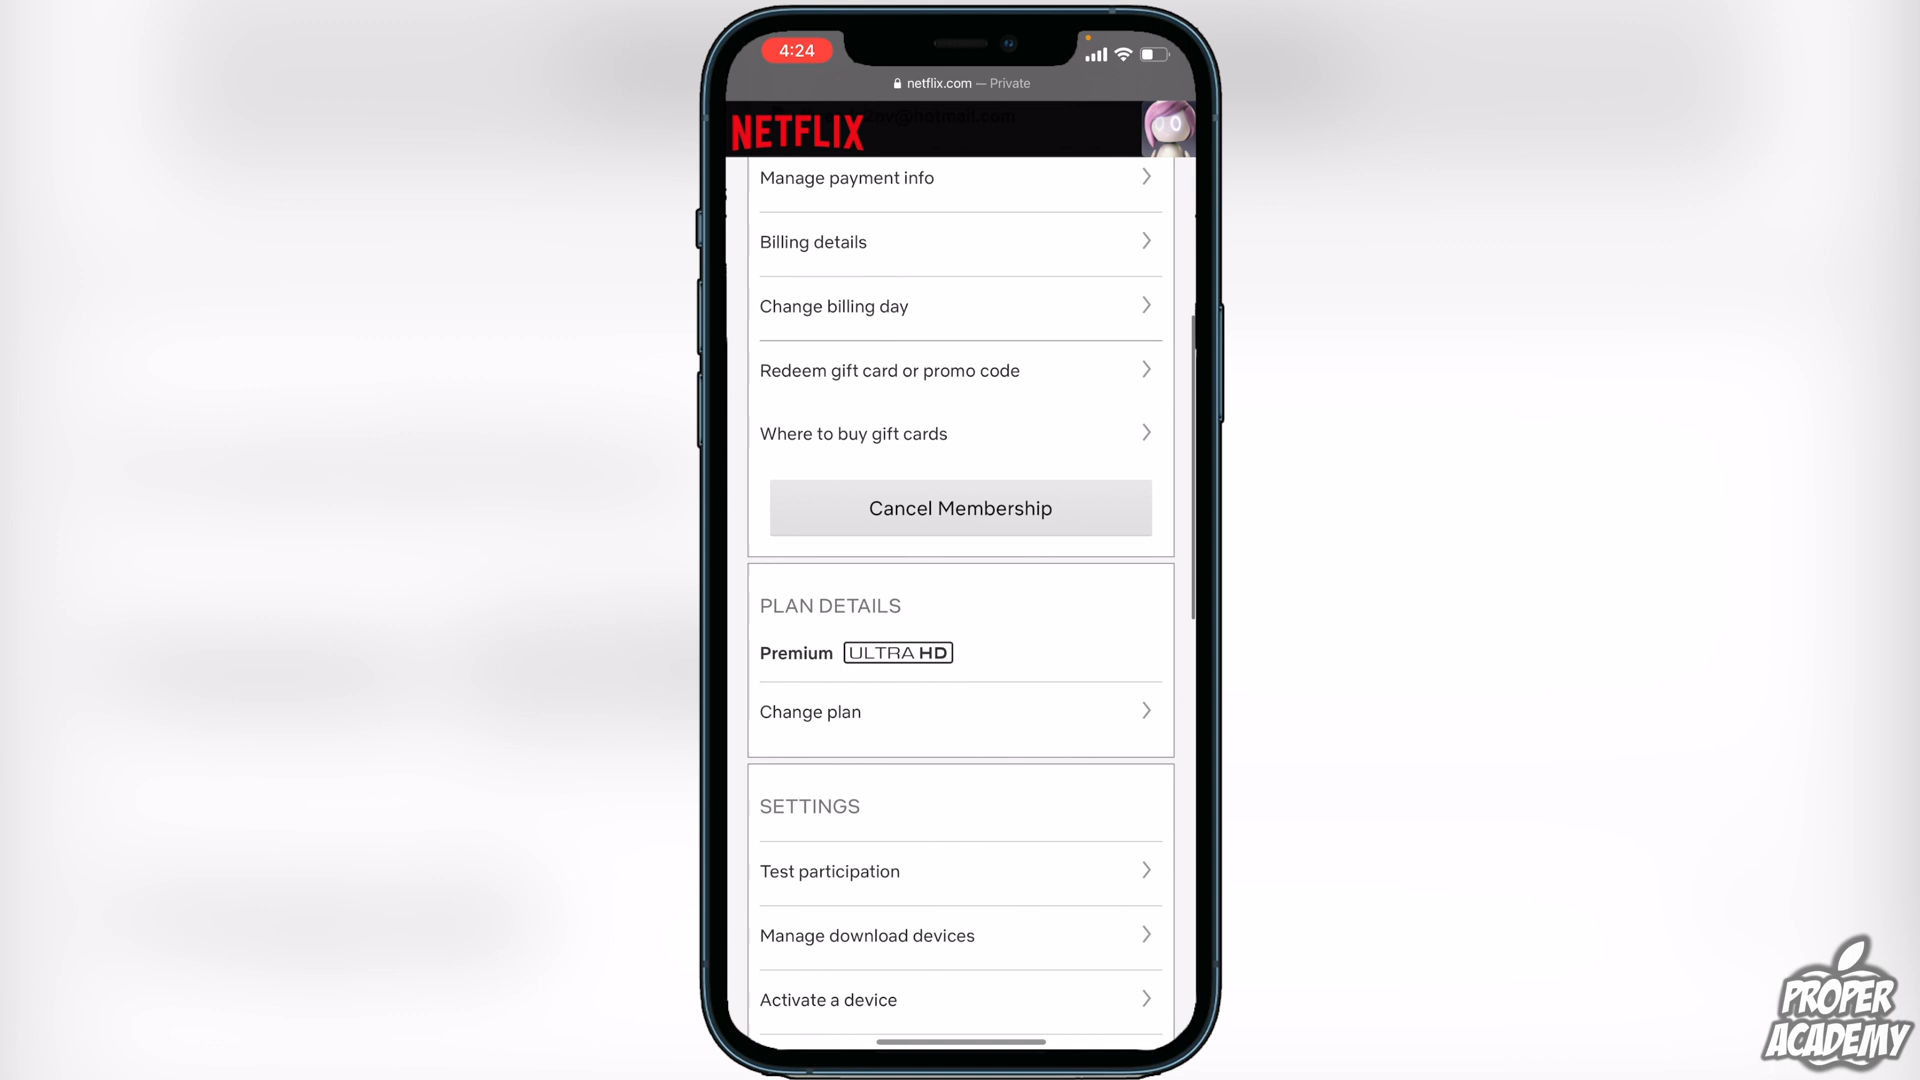 4:24
netflix.com — Private
NETFLIX
Manage payment info
Billing details
Change billing day
Redeem gift card or promo code
Where to buy gift cards
Cancel Membership
PLAN DETAILS
Premium ULTRA HD
Change plan
SETTINGS
Test participation
Manage download devices
Activate a device
PROPER
ACADEMY